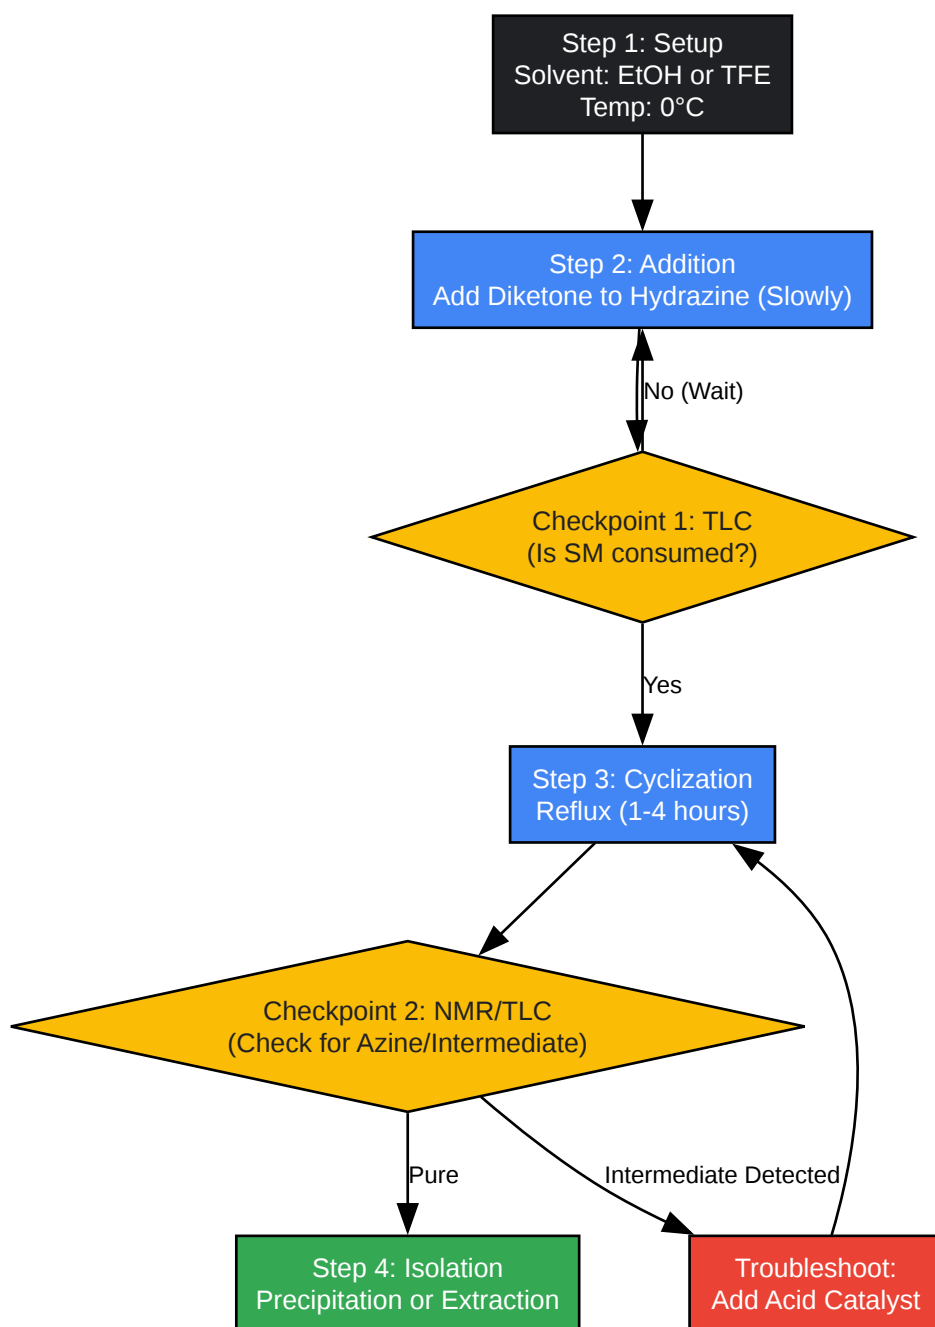 Step 1: Setup
Solvent: EtOH or TFE
Temp: 0°C
Step 2: Addition
Add Diketone to Hydrazine (Slowly)
No (Wait)
Checkpoint 1: TLC
(Is SM consumed?)
Yes
Step 3: Cyclization
Reflux (1-4 hours)
Checkpoint 2: NMR/TLC
(Check for Azine/Intermediate)
Pure
Intermediate Detected
Step 4: Isolation
Precipitation or Extraction
Troubleshoot:
Add Acid Catalyst